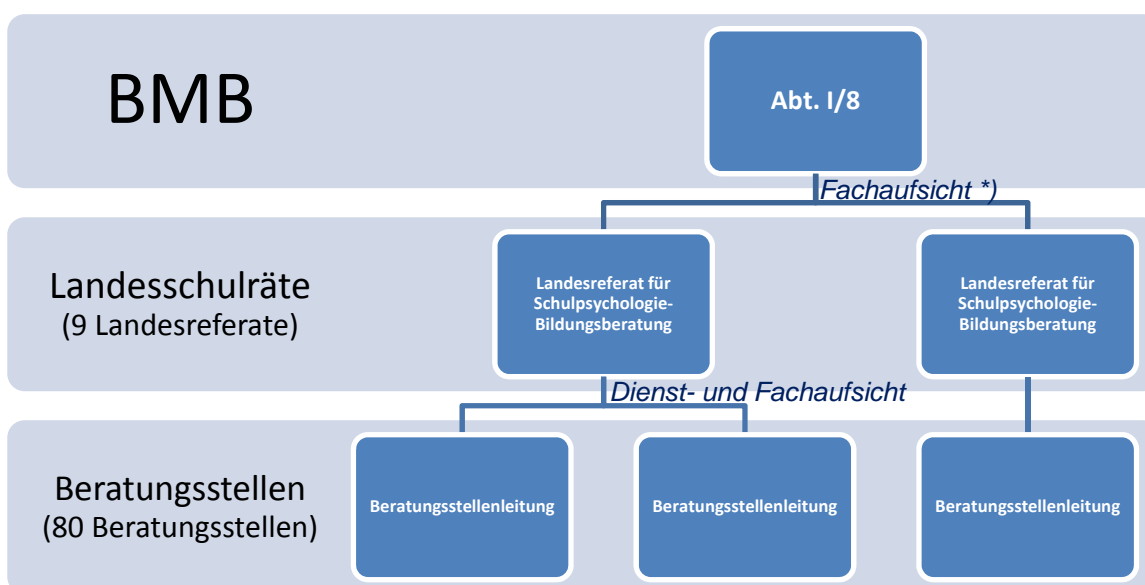 BMB
Abt. I/8
Fachaufsicht *)
Landesschulräte
(9 Landesreferate)
Landesreferat für
Schulpsychologie-
Bildungsberatung
Landesreferat für
Schulpsychologie-
Bildungsberatung
Dienst- und Fachaufsicht
Beratungsstellen
(80 Beratungsstellen)
Beratungsstellenleitung
Beratungsstellenleitung
Beratungsstellenleitung